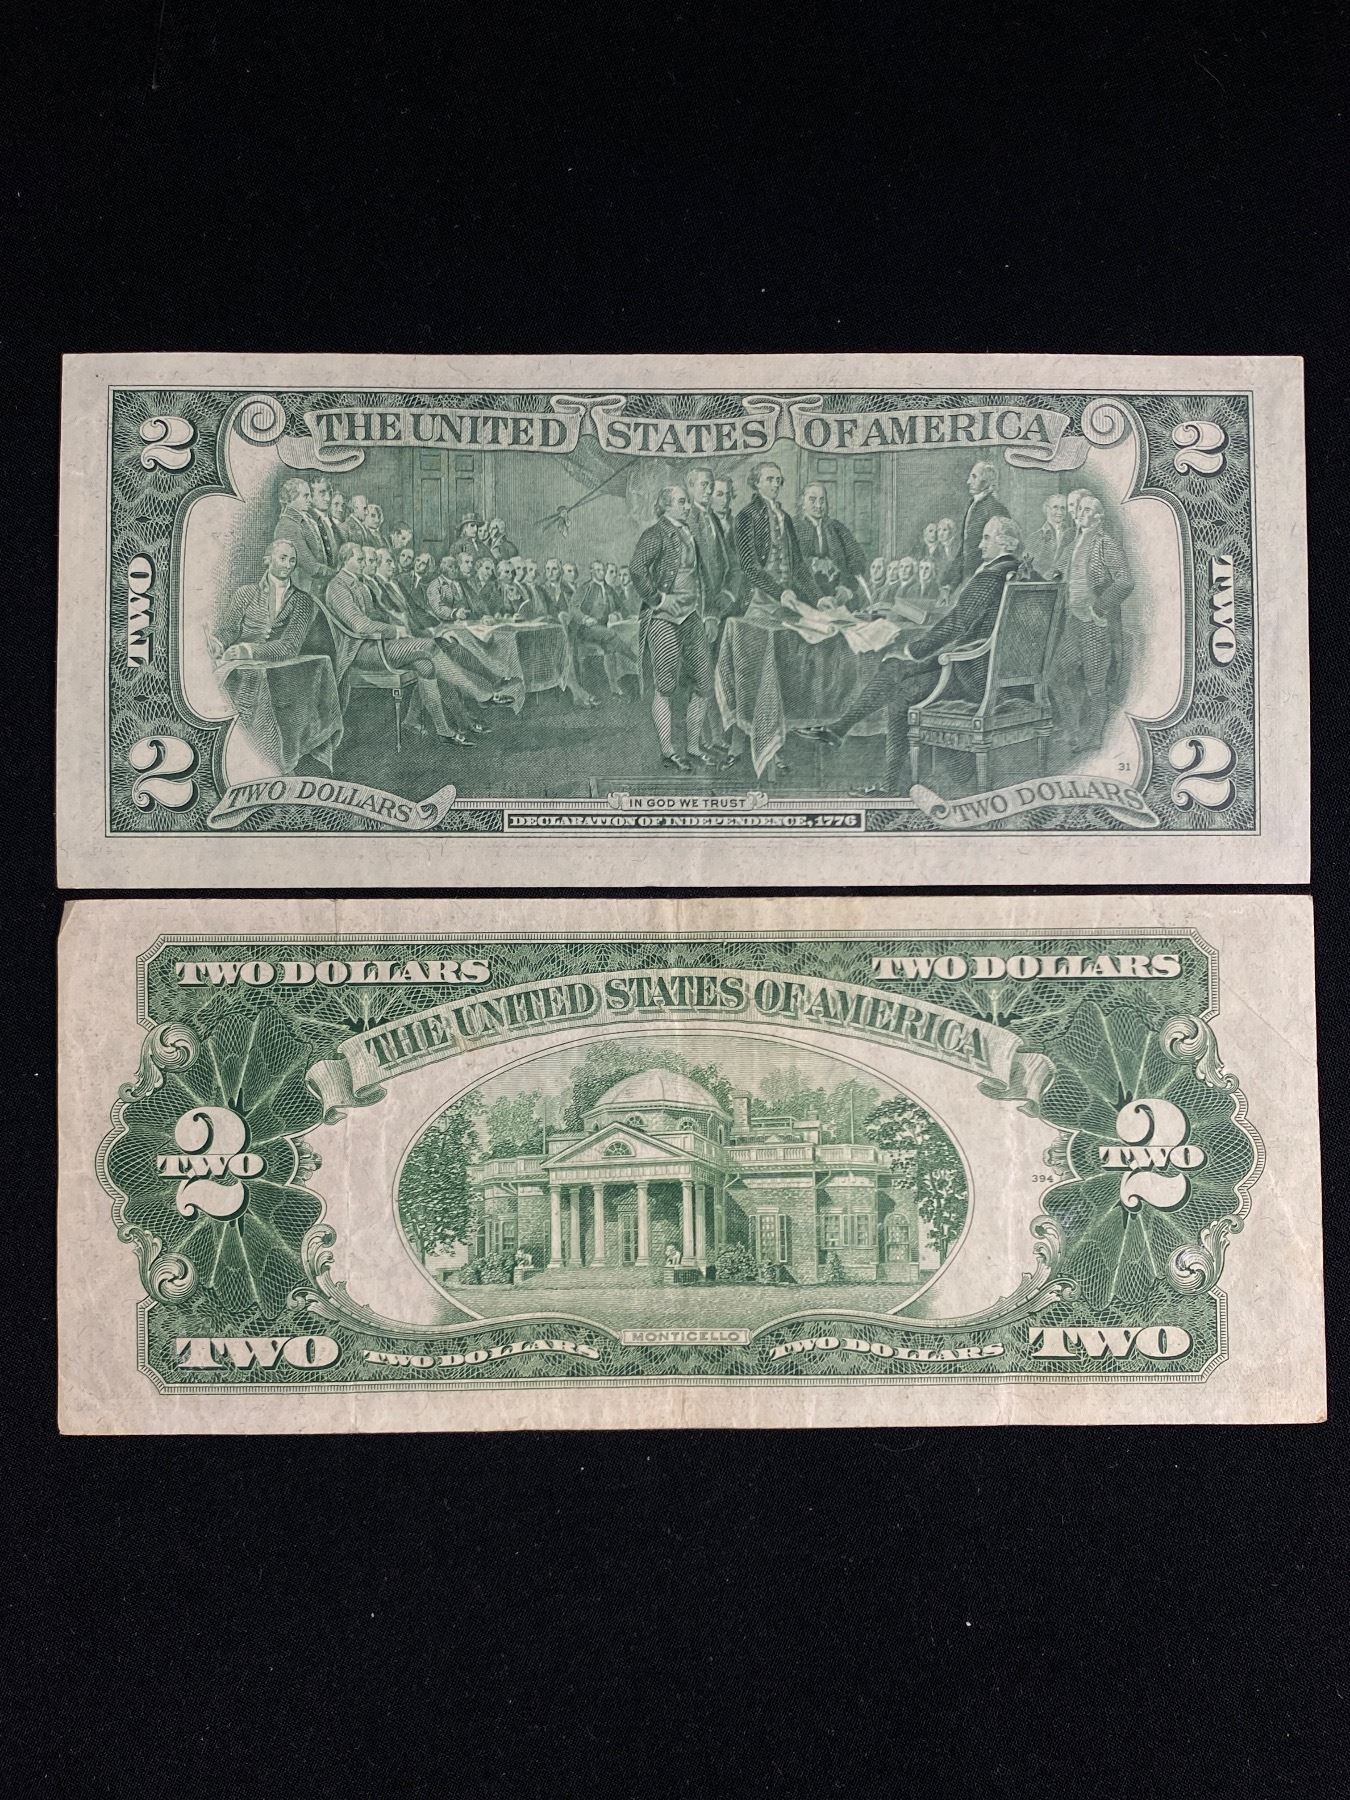 2 THE UNITED STATES OF AMERICA 2
TWO TWO
31
2 TWO DOLLARS IN GOD WE TRUST TWO DOLLARS 2
DECLARATION OF INDEPENDENCE, 1776
TWO DOLLARS TWO DOLLARS
THE UNITED STATES OF AMERICA
2 2
TWO TWO
394
MONTICELLO
TWO TWO DOLLARS TWO DOLLARS TWO